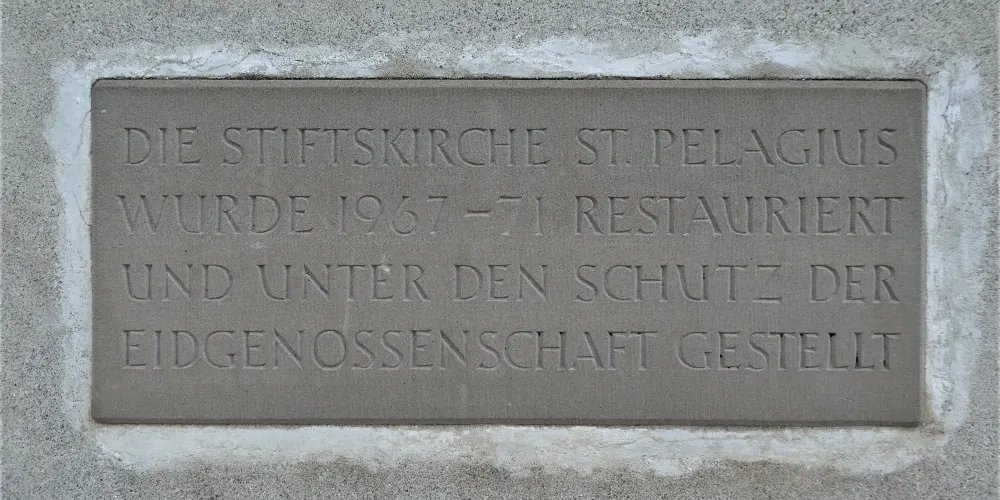 DIE STIFTSKIRCHE ST. PELAGIUS
WURDE 1967-71 RESTAURIERT
UND UNTER DEN SCHUTZ DER
EIDGENOSSENSCHAFT GESTELLT